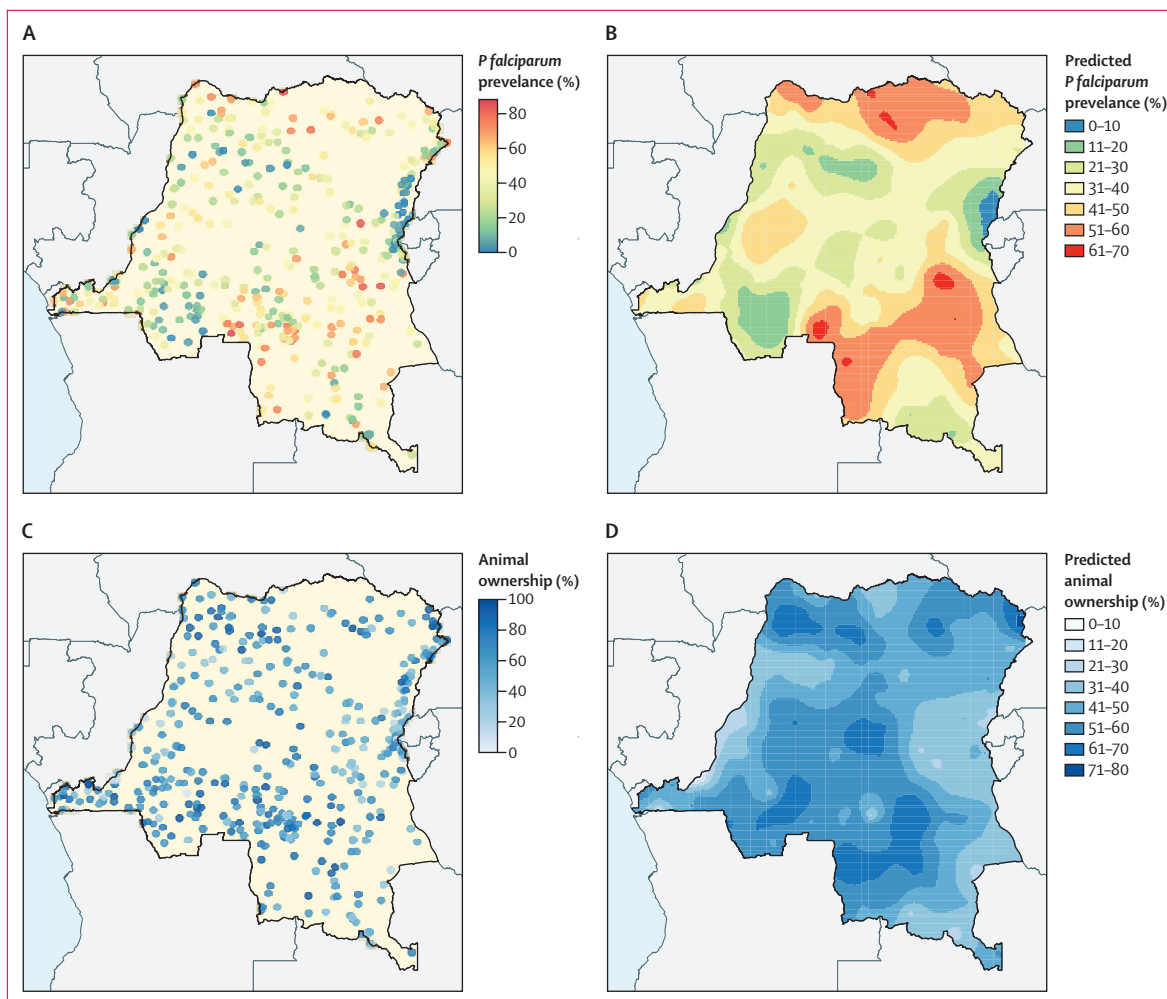 A
P falciparum
prevelance (%)
80
60
40
20
0
B
Predicted
P falciparum
prevelance (%)
0–10
11–20
21–30
31–40
41–50
51–60
61–70
C
Animal
ownership (%)
100
80
60
40
20
0
D
Predicted
animal
ownership (%)
0–10
11–20
21–30
31–40
41–50
51–60
61–70
71–80